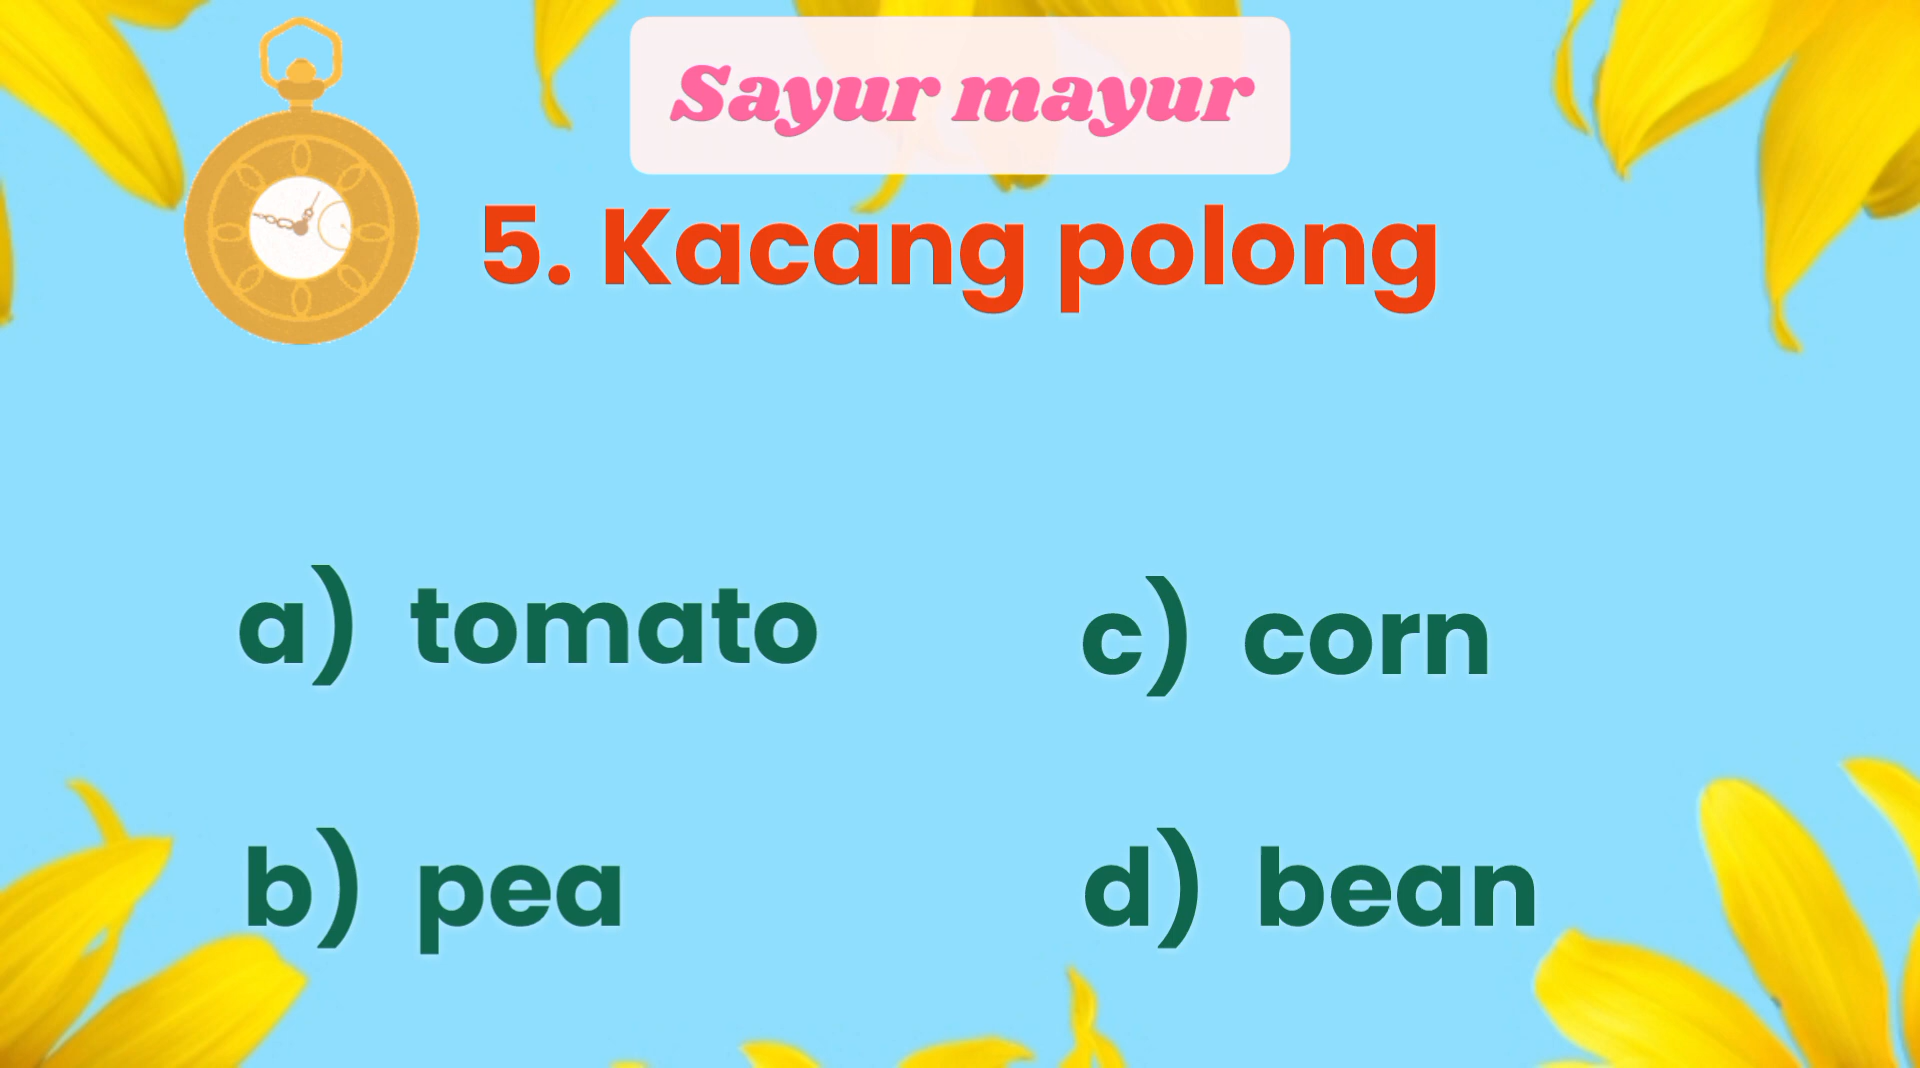 Sayur mayur
5. Kacang polong
a) tomato
c) corn
b) pea
d) bean